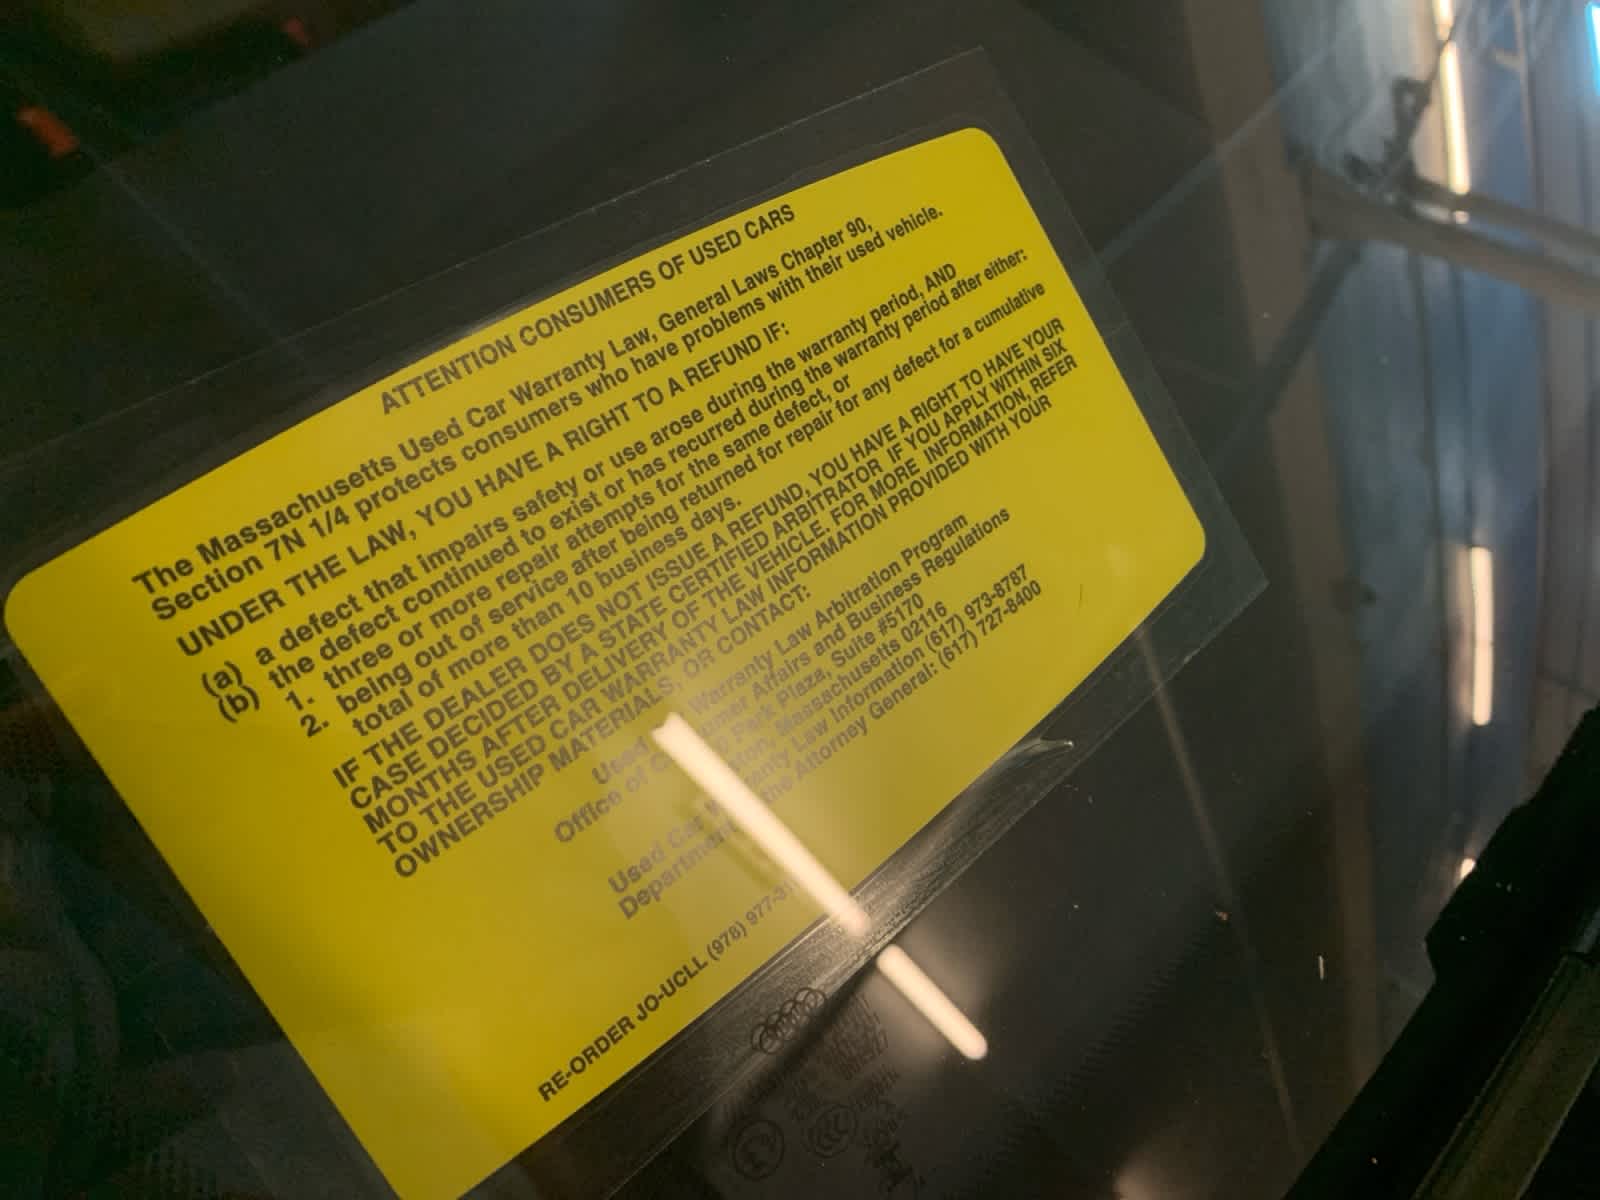 ATTENTION CONSUMERS OF USED CARS
The Massachusetts Used Car Warranty Law, General Laws Chapter 90,
Section 7N 1/4 protects consumers who have problems with their used vehicle.
UNDER THE LAW, YOU HAVE A RIGHT TO A REFUND IF:
(a) a defect that impairs safety or use arose during the warranty period, AND
(b) the defect continued to exist or has recurred during the warranty period after either:
1. three or more repair attempts for the same defect, or
2. being out of service after being returned for repair for any defect for a cumulative
total of more than 10 business days.
IF THE DEALER DOES NOT ISSUE A REFUND, YOU HAVE A RIGHT TO HAVE YOUR
CASE DECIDED BY A STATE CERTIFIED ARBITRATOR IF YOU APPLY WITHIN SIX
MONTHS AFTER DELIVERY OF THE VEHICLE. FOR MORE INFORMATION, REFER
TO THE USED CAR WARRANTY LAW INFORMATION PROVIDED WITH YOUR
OWNERSHIP MATERIALS, OR CONTACT:
Used Warranty Law Arbitration Program
Office of Affairs and Business Regulations
Park Plaza, Suite #5170
Massachusetts 02116
Used Car Law Information (617) 973-8787
the Attorney General: (617) 727-8400
RE-ORDER JO-UCLL (978)